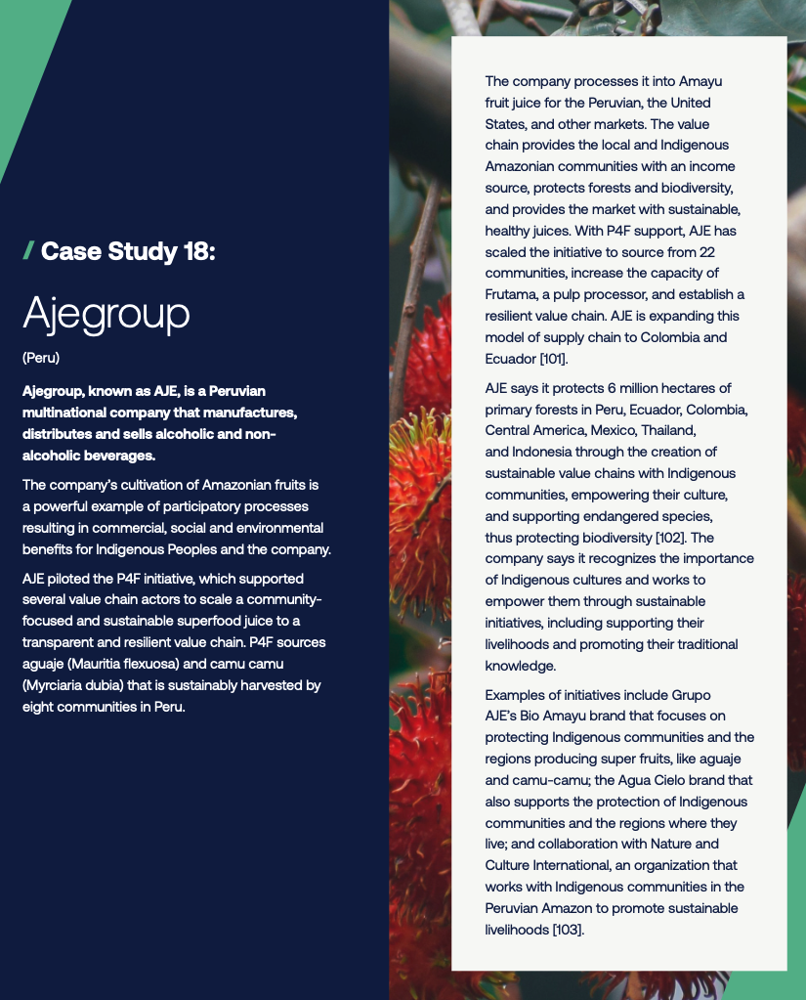 / Case Study 18:
Ajegroup
(Peru)
Ajegroup, known as AJE, is a Peruvian
multinational company that manufactures,
distributes and sells alcoholic and non-
alcoholic beverages.
The company’s cultivation of Amazonian fruits is
a powerful example of participatory processes
resulting in commercial, social and environmental
benefits for Indigenous Peoples and the company.
AJE piloted the P4F initiative, which supported
several value chain actors to scale a community-
focused and sustainable superfood juice to a
transparent and resilient value chain. P4F sources
aguaje (Mauritia flexuosa) and camu camu
(Myrciaria dubia) that is sustainably harvested by
eight communities in Peru.
The company processes it into Amayu
fruit juice for the Peruvian, the United
States, and other markets. The value
chain provides the local and Indigenous
Amazonian communities with an income
source, protects forests and biodiversity,
and provides the market with sustainable,
healthy juices. With P4F support, AJE has
scaled the initiative to source from 22
communities, increase the capacity of
Frutama, a pulp processor, and establish a
resilient value chain. AJE is expanding this
model of supply chain to Colombia and
Ecuador [101].
AJE says it protects 6 million hectares of
primary forests in Peru, Ecuador, Colombia,
Central America, Mexico, Thailand,
and Indonesia through the creation of
sustainable value chains with Indigenous
communities, empowering their culture,
and supporting endangered species,
thus protecting biodiversity [102]. The
company says it recognizes the importance
of Indigenous cultures and works to
empower them through sustainable
initiatives, including supporting their
livelihoods and promoting their traditional
knowledge.
Examples of initiatives include Grupo
AJE’s Bio Amayu brand that focuses on
protecting Indigenous communities and the
regions producing super fruits, like aguaje
and camu-camu; the Agua Cielo brand that
also supports the protection of Indigenous
communities and the regions where they
live; and collaboration with Nature and
Culture International, an organization that
works with Indigenous communities in the
Peruvian Amazon to promote sustainable
livelihoods [103].